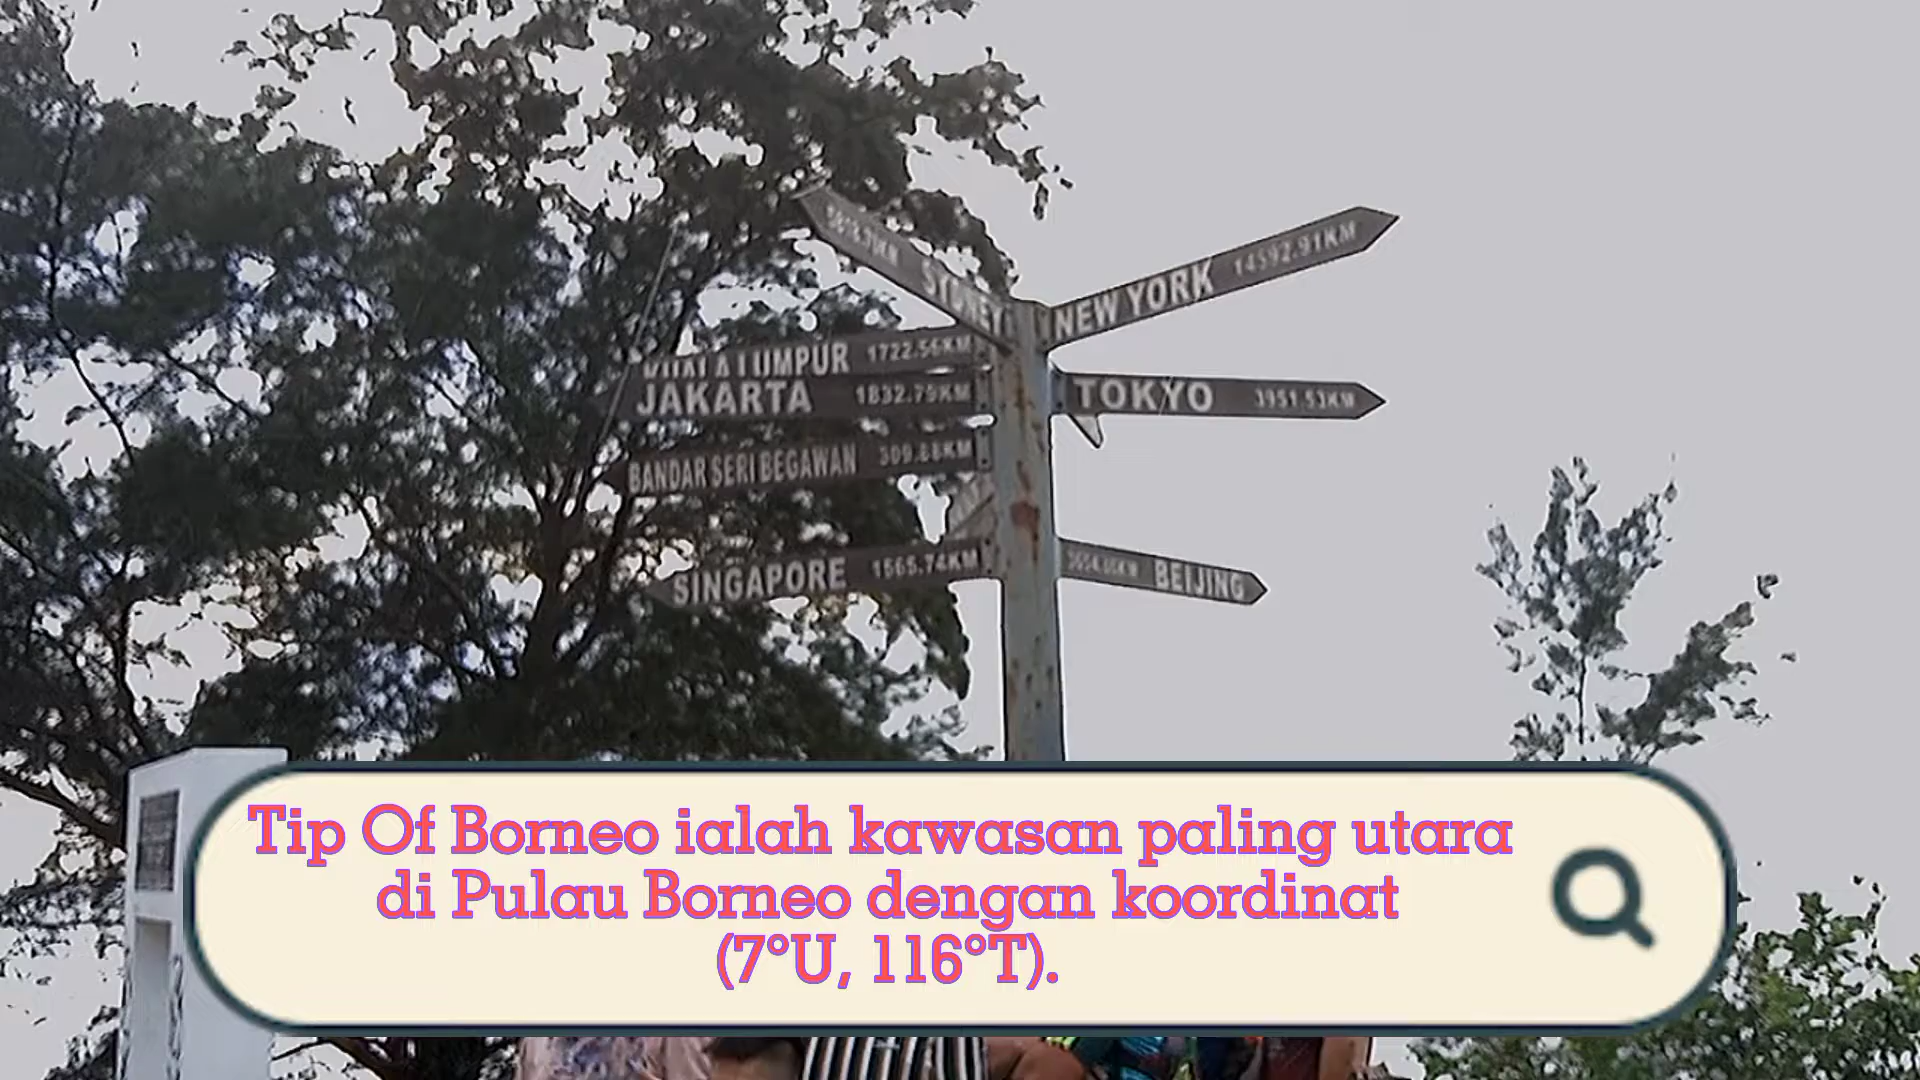 SYDNEY
NEW YORK 14592.91KM
KUALA LUMPUR 1722.56KM
JAKARTA 1832.79KM
TOKYO 3951.53KM
BANDAR SERI BEGAWAN 309.88KM
SINGAPORE 1565.74KM
BEIJING
Tip Of Borneo ialah kawasan paling utara
di Pulau Borneo dengan koordinat
(7°U, 116°T).